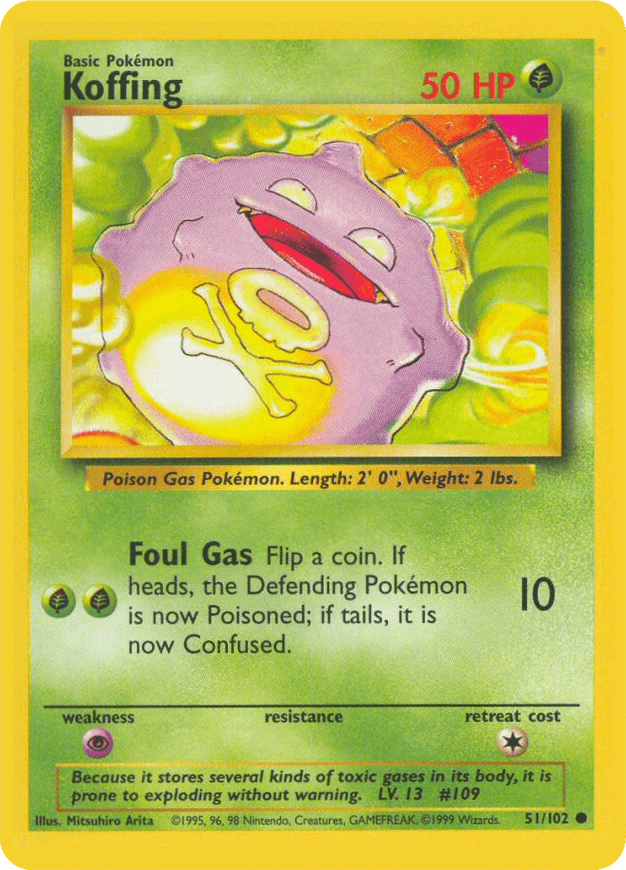 Basic Pokémon
Koffing
50 HP
Poison Gas Pokémon. Length: 2' 0", Weight: 2 lbs.
Foul Gas Flip a coin. If
heads, the Defending Pokémon
is now Poisoned; if tails, it is
now Confused.
10
weakness
resistance
retreat cost
Because it stores several kinds of toxic gases in its body, it is
prone to exploding without warning. LV. 13 #109
Illus. Mitsuhiro Arita ©1995, 96, 98 Nintendo, Creatures, GAMEFREAK. ©1999 Wizards. 51/102